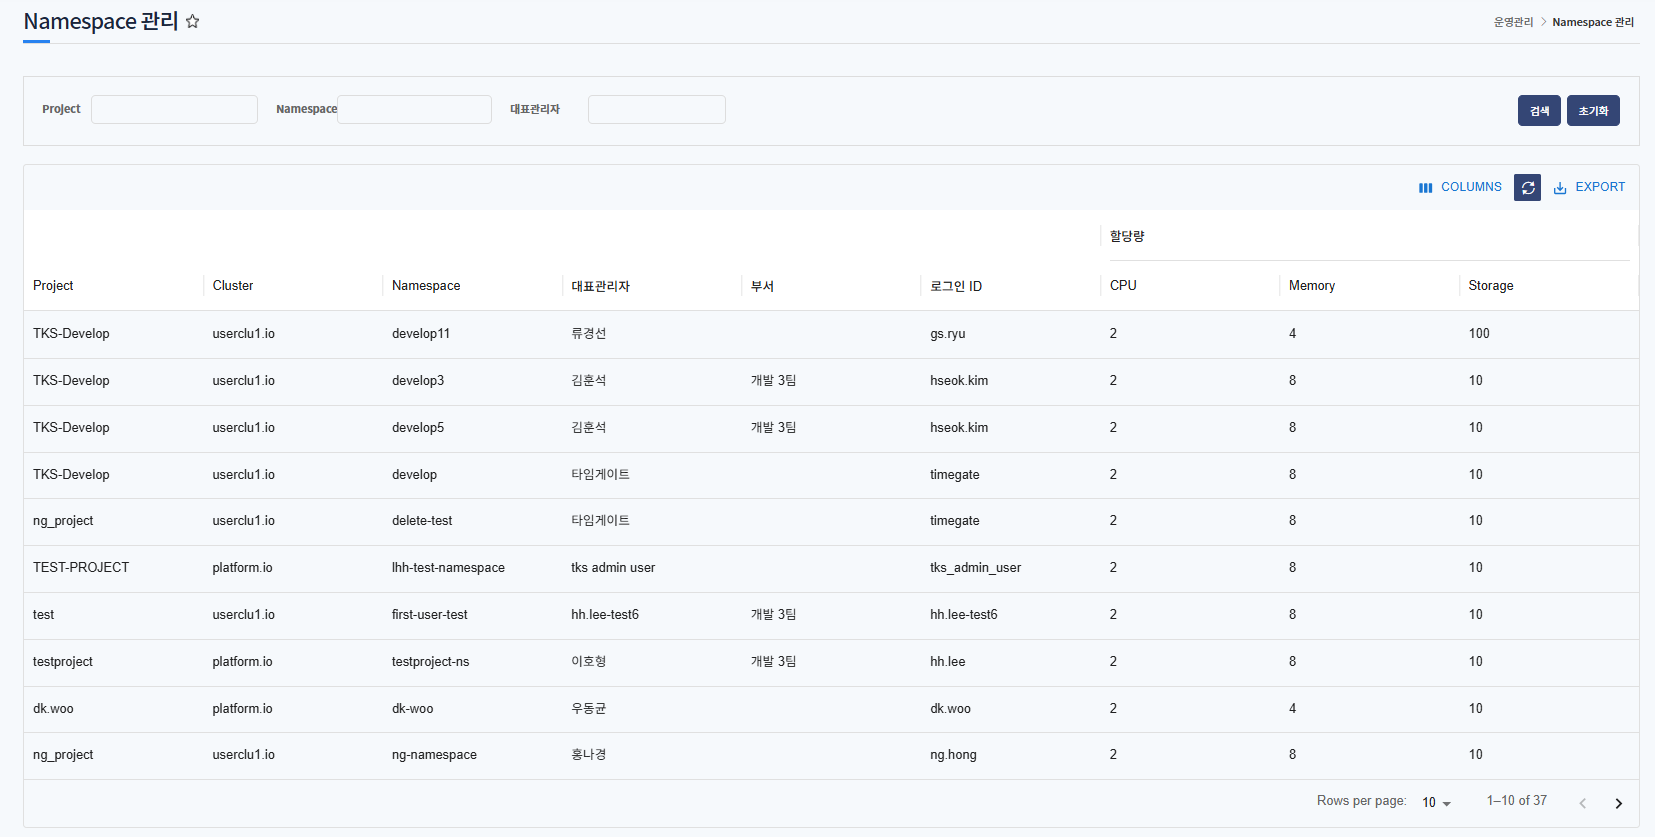 Namespace 관리
운영관리 > Namespace 관리
Project Namespace 대표관리자 검색 초기화
COLUMNS EXPORT
할당량
Project Cluster Namespace 대표관리자 부서 로그인 ID CPU Memory Storage
TKS-Develop userclu1.io develop11 류경선 gs.ryu 2 4 100
TKS-Develop userclu1.io develop3 김훈석 개발 3팀 hseok.kim 2 8 10
TKS-Develop userclu1.io develop5 김훈석 개발 3팀 hseok.kim 2 8 10
TKS-Develop userclu1.io develop 타임게이트 timegate 2 8 10
ng_project userclu1.io delete-test 타임게이트 timegate 2 8 10
TEST-PROJECT platform.io lhh-test-namespace tks admin user tks_admin_user 2 8 10
test userclu1.io first-user-test hh.lee-test6 개발 3팀 hh.lee-test6 2 8 10
testproject platform.io testproject-ns 이호형 개발 3팀 hh.lee 2 8 10
dk.woo platform.io dk-woo 우동균 dk.woo 2 4 10
ng_project userclu1.io ng-namespace 홍나경 ng.hong 2 8 10
Rows per page: 10 1–10 of 37